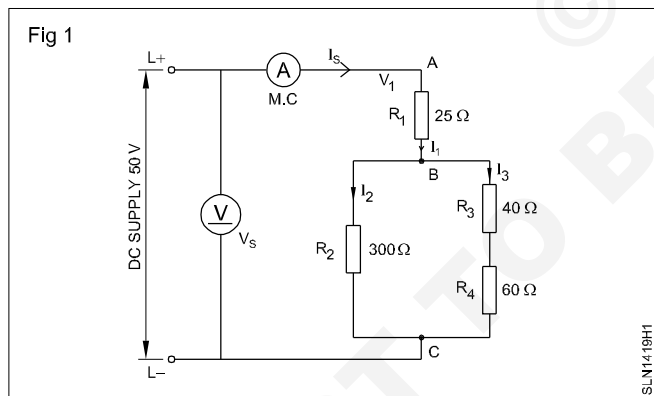 Fig 1
L+
A
M.C
IS
V1
A
R1
25 Ω
I1
B
I2
I3
DC SUPPLY 50 V
V
VS
R2
300 Ω
R3
40 Ω
R4
60 Ω
C
L–
SLN1419H1